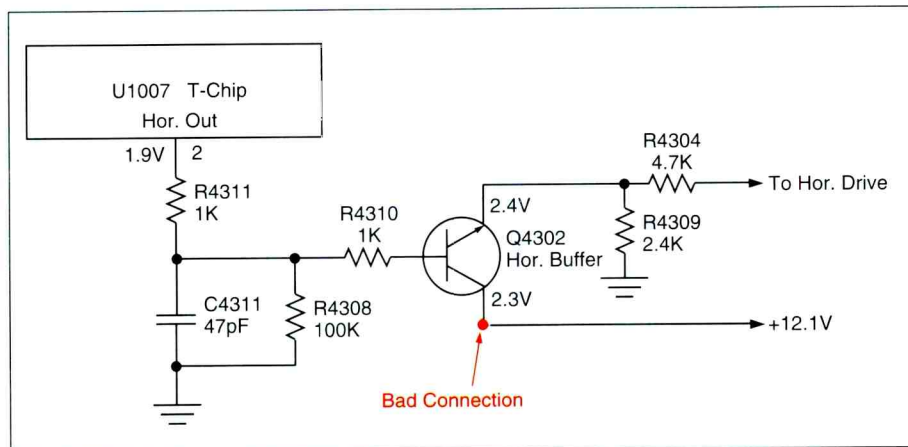 U1007 T-Chip
Hor. Out
1.9V 2
R4311
1K
C4311
47pF
R4308
100K
R4310
1K
2.4V
Q4302
Hor. Buffer
2.3V
R4304
4.7K
To Hor. Drive
R4309
2.4K
+12.1V
Bad Connection